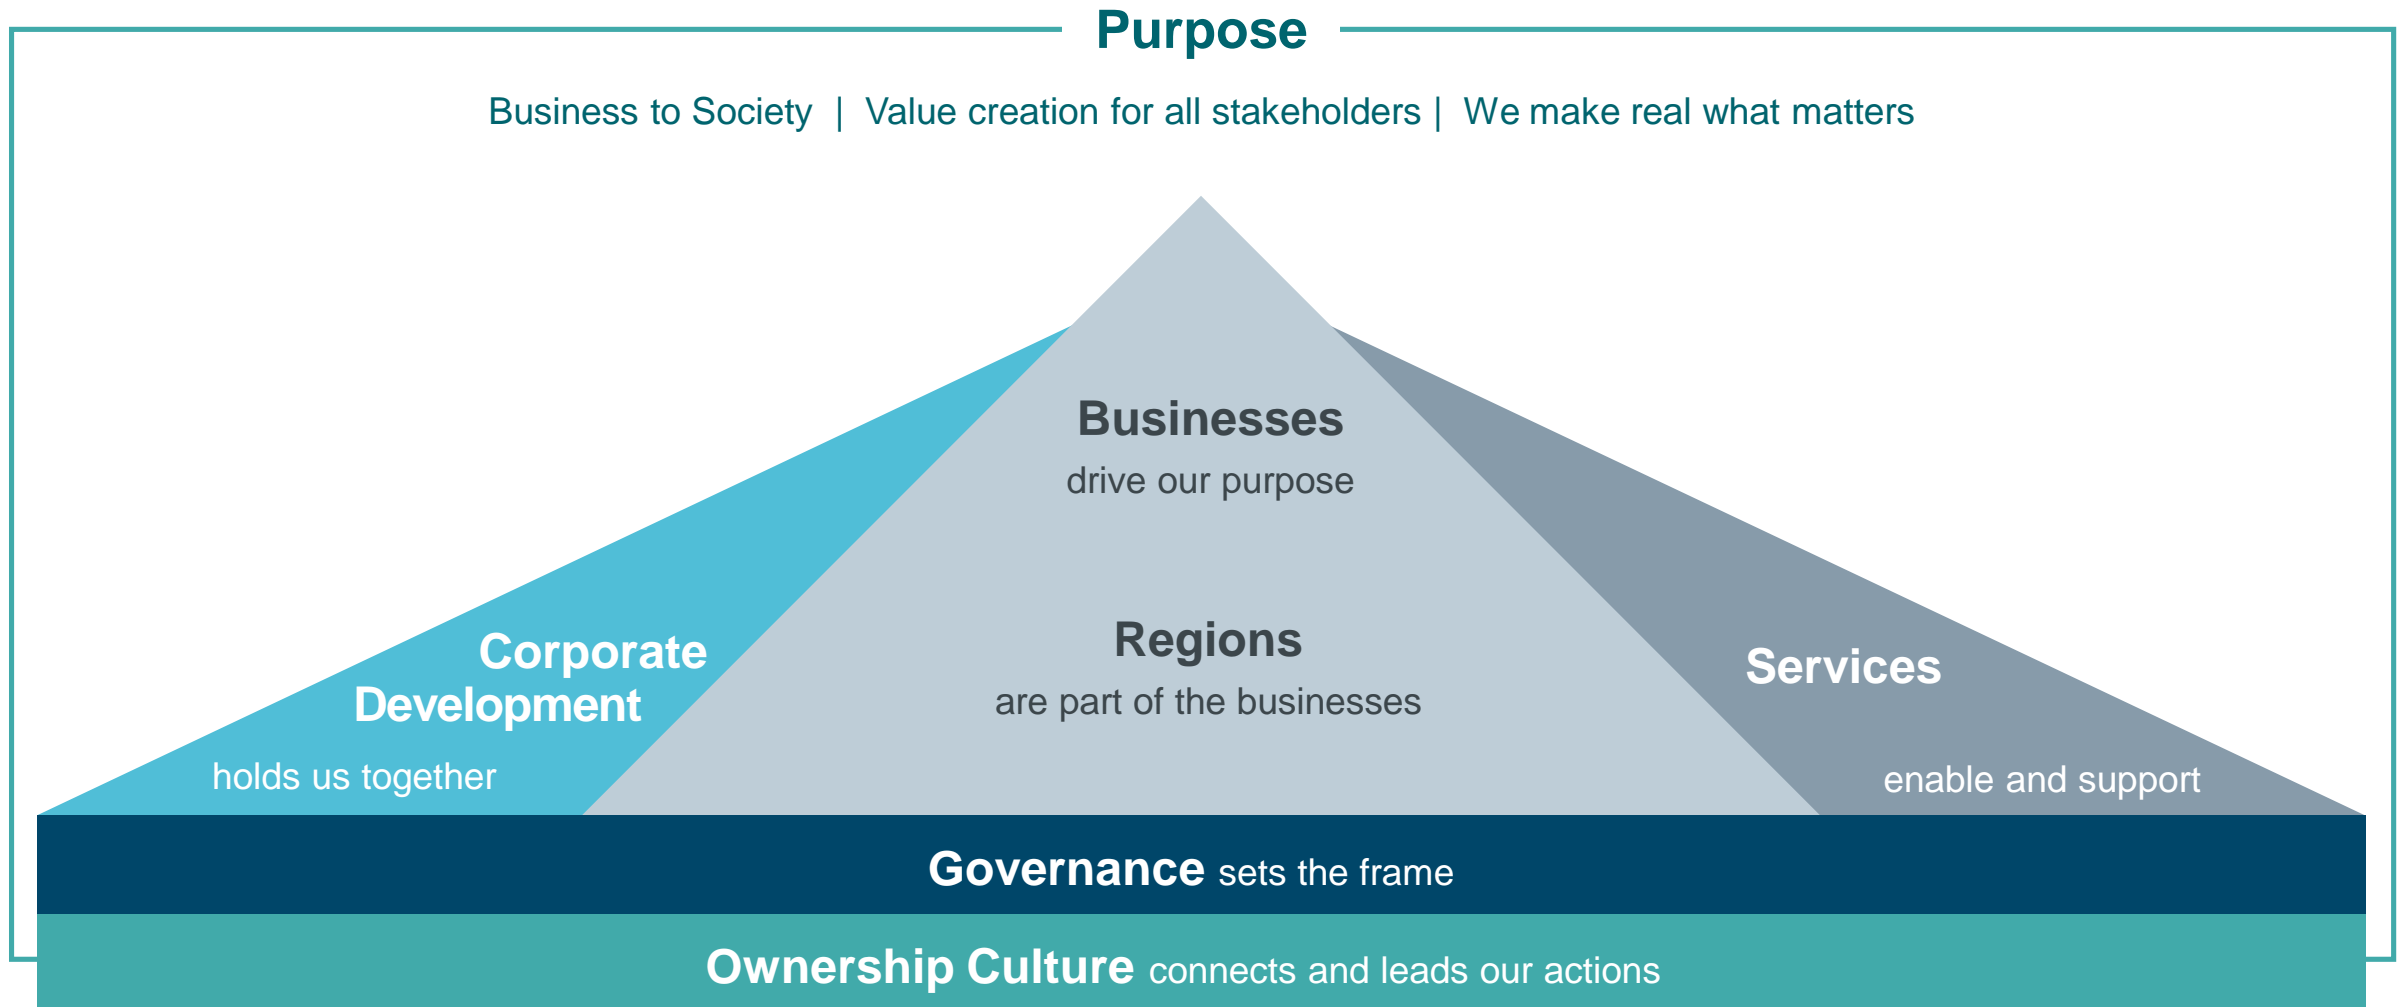 Purpose
Business to Society | Value creation for all stakeholders | We make real what matters
Businesses
drive our purpose
Regions
are part of the businesses
Corporate
Development
holds us together
Services
enable and support
Governance sets the frame
Ownership Culture connects and leads our actions